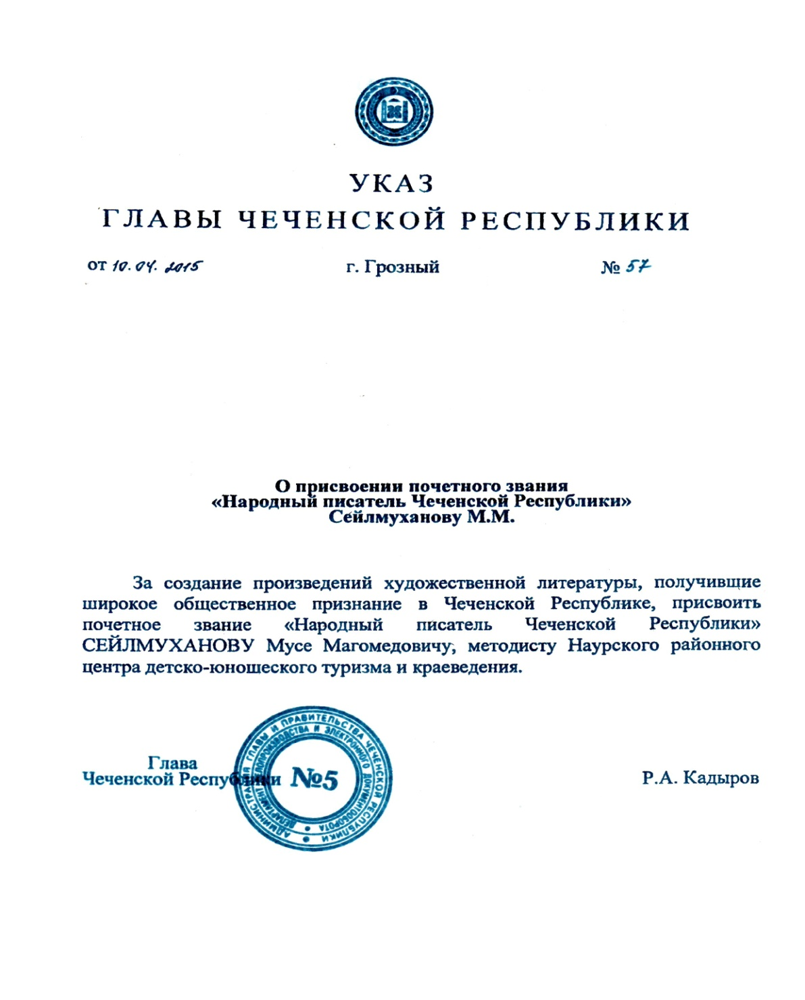 УКАЗ
ГЛАВЫ ЧЕЧЕНСКОЙ РЕСПУБЛИКИ
от 10.04.2015 г. Грозный № 57
О присвоении почетного звания
«Народный писатель Чеченской Республики»
Сейлмуханову М.М.
За создание произведений художественной литературы, получившие
широкое общественное признание в Чеченской Республике, присвоить
почетное звание «Народный писатель Чеченской Республики»
СЕЙЛМУХАНОВУ Мусе Магомедовичу, методисту Наурского районного
центра детско-юношеского туризма и краеведения.
Глава
Чеченской Республики
Р.А. Кадыров
АДМИНИСТРАЦИЯ ГЛАВЫ И ПРАВИТЕЛЬСТВА ЧЕЧЕНСКОЙ РЕСПУБЛИКИ
ДЕПАРТАМЕНТ ДЕЛОПРОИЗВОДСТВА И ЭЛЕКТРОННОГО ДОКУМЕНТООБОРОТА
№5